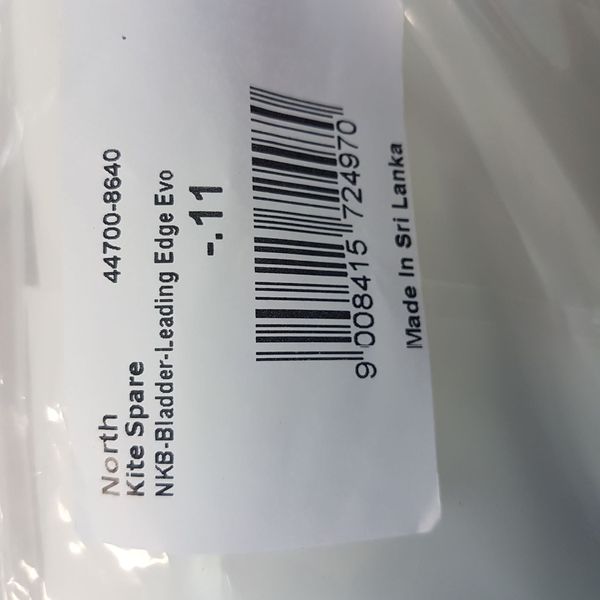 North
Kite Spare 44700-8640
NKB-Bladder-Leading Edge Evo
-.11
9 008415 724970
Made In Sri Lanka